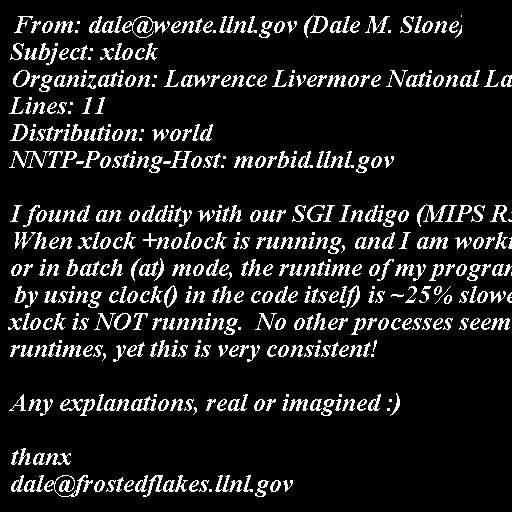 From: dale@wente.llnl.gov (Dale M. Slone)
Subject: xlock
Organization: Lawrence Livermore National La
Lines: 11
Distribution: world
NNTP-Posting-Host: morbid.llnl.gov

I found an oddity with our SGI Indigo (MIPS R3
When xlock +nolock is running, and I am worki
or in batch (at) mode, the runtime of my program
by using clock() in the code itself) is ~25% slowe
xlock is NOT running.  No other processes seem
runtimes, yet this is very consistent!

Any explanations, real or imagined :)

thanx
dale@frostedflakes.llnl.gov